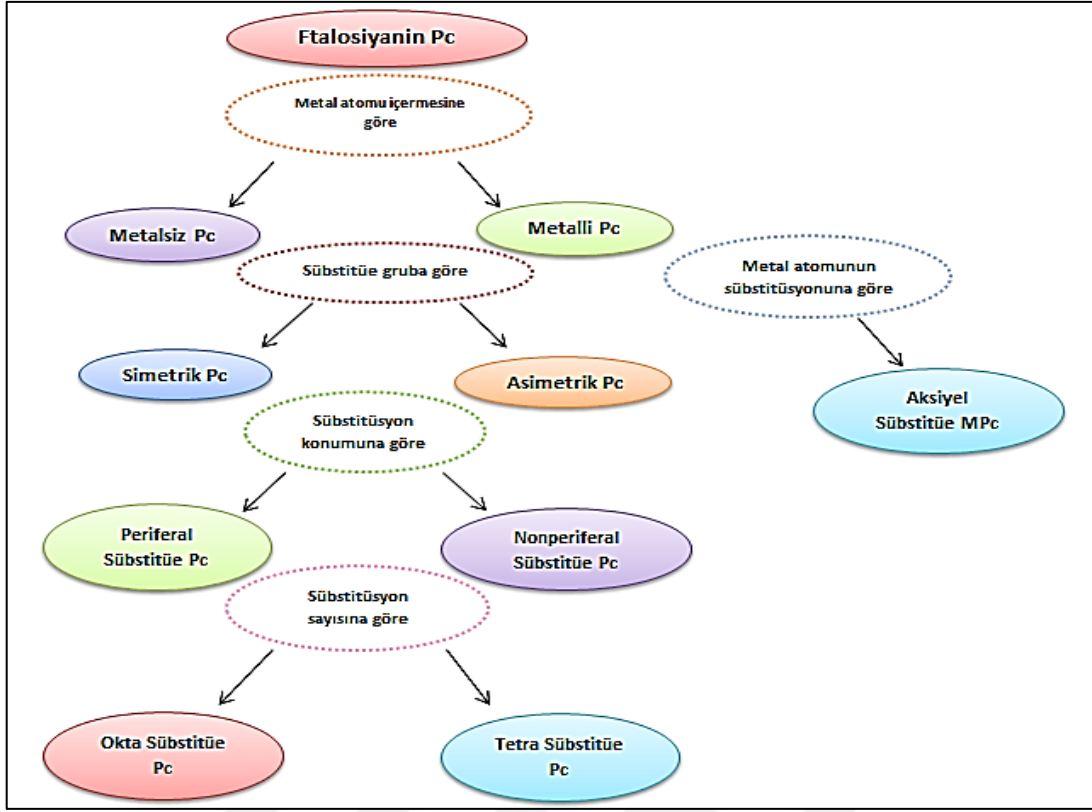 Ftalosiyanin Pc
Metal atomu içermesine
göre
Metalsiz Pc
Metalli Pc
Sübstitüe gruba göre
Metal atomunun
sübstitüsyonuna göre
Simetrik Pc
Asimetrik Pc
Aksiyel
Sübstitüe MPc
Sübstitüsyon
konumuna göre
Periferal
Sübstitüe Pc
Nonperiferal
Sübstitüe Pc
Sübstitüsyon
sayısına göre
Okta Sübstitüe
Pc
Tetra Sübstitüe
Pc